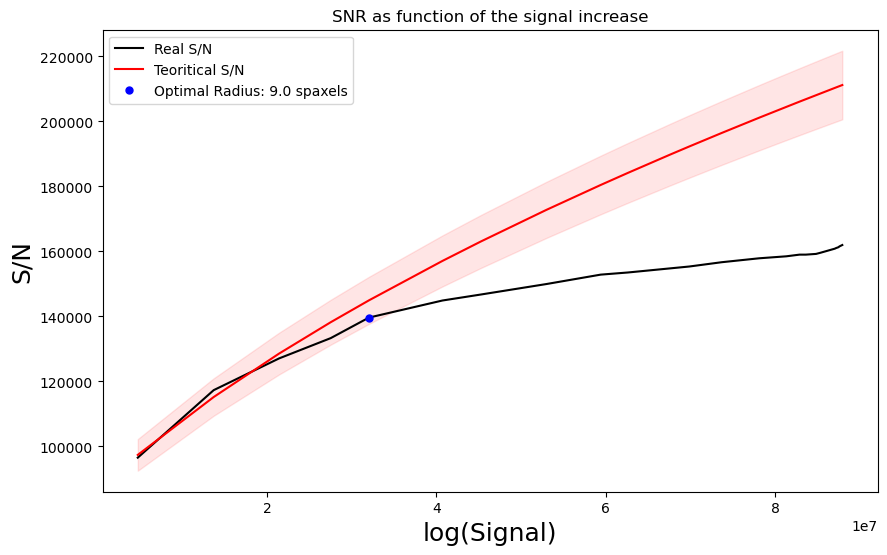 SNR as function of the signal increase
Real S/N
Teoritical S/N
Optimal Radius: 9.0 spaxels
220000
200000
180000
160000
140000
120000
100000
S/N
2 4 6 8
1e7
log(Signal)